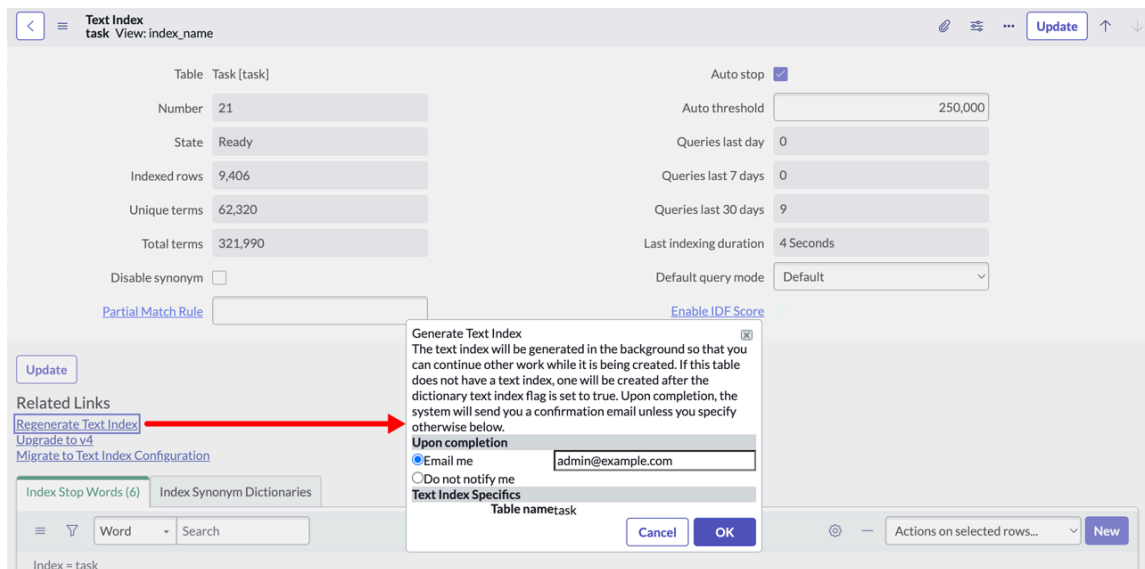 Text Index
task View: index_name
Update
Table Task [task]
Number 21
State Ready
Indexed rows 9,406
Unique terms 62,320
Total terms 321,990
Disable synonym
Partial Match Rule
Auto stop
Auto threshold 250,000
Queries last day 0
Queries last 7 days 0
Queries last 30 days 9
Last indexing duration 4 Seconds
Default query mode Default
Enable IDF Score
Update
Related Links
Regenerate Text Index
Upgrade to v4
Migrate to Text Index Configuration
Generate Text Index
The text index will be generated in the background so that you
can continue other work while it is being created. If this table
does not have a text index, one will be created after the
dictionary text index flag is set to true. Upon completion, the
system will send you a confirmation email unless you specify
otherwise below.
Upon completion
Email me admin@example.com
Do not notify me
Text Index Specifics
Table name task
Cancel OK
Index Stop Words (6) Index Synonym Dictionaries
Word Search Actions on selected rows... New
Index = task